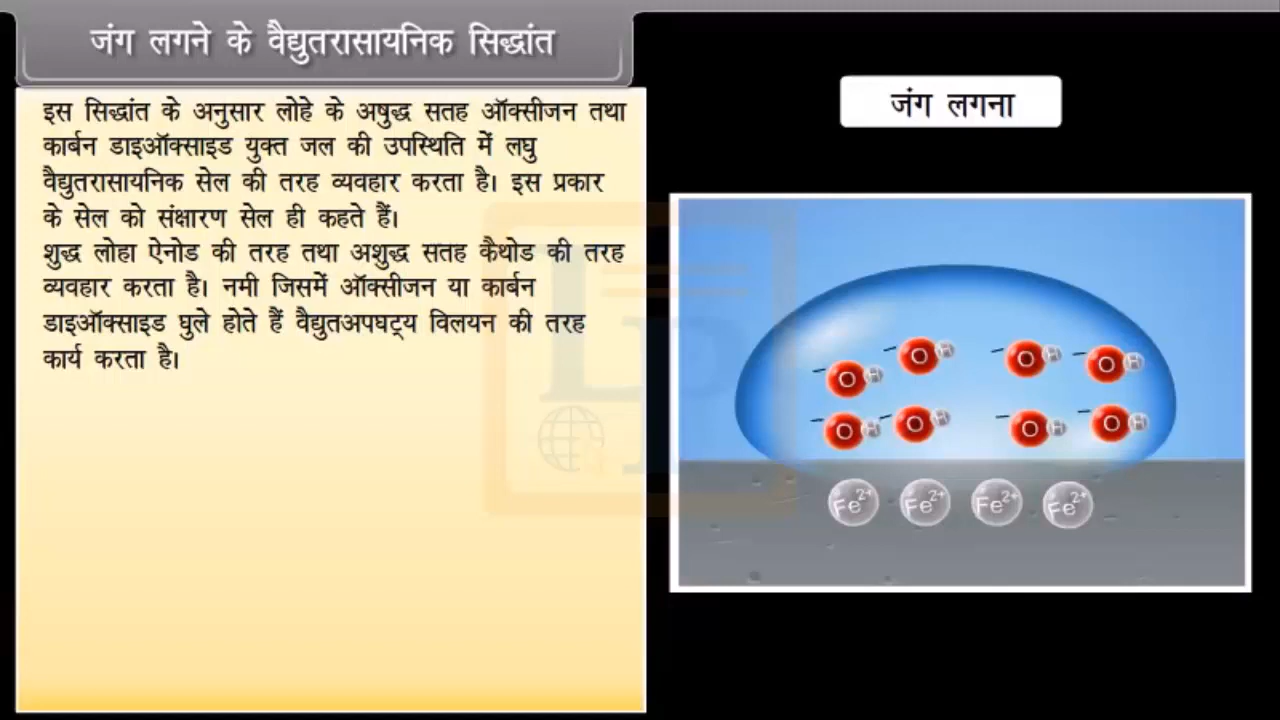 जंग लगने के वैद्युतरासायनिक सिद्धांत
इस सिद्धांत के अनुसार लोहे के अषुद्ध सतह ऑक्सीजन तथा
कार्बन डाइऑक्साइड युक्त जल की उपस्थिति में लघु
वैद्युतरासायनिक सेल की तरह व्यवहार करता है। इस प्रकार
के सेल को संक्षारण सेल ही कहते हैं।
शुद्ध लोहा ऐनोड की तरह तथा अशुद्ध सतह कैथोड की तरह
व्यवहार करता है। नमी जिसमें ऑक्सीजन या कार्बन
डाइऑक्साइड घुले होते हैं वैद्युतअपघट्य विलयन की तरह
कार्य करता है।
जंग लगना
- O H - O H - O H - O H
- O H - O H - O H - O H
Fe2+ Fe2+ Fe2+ Fe2+